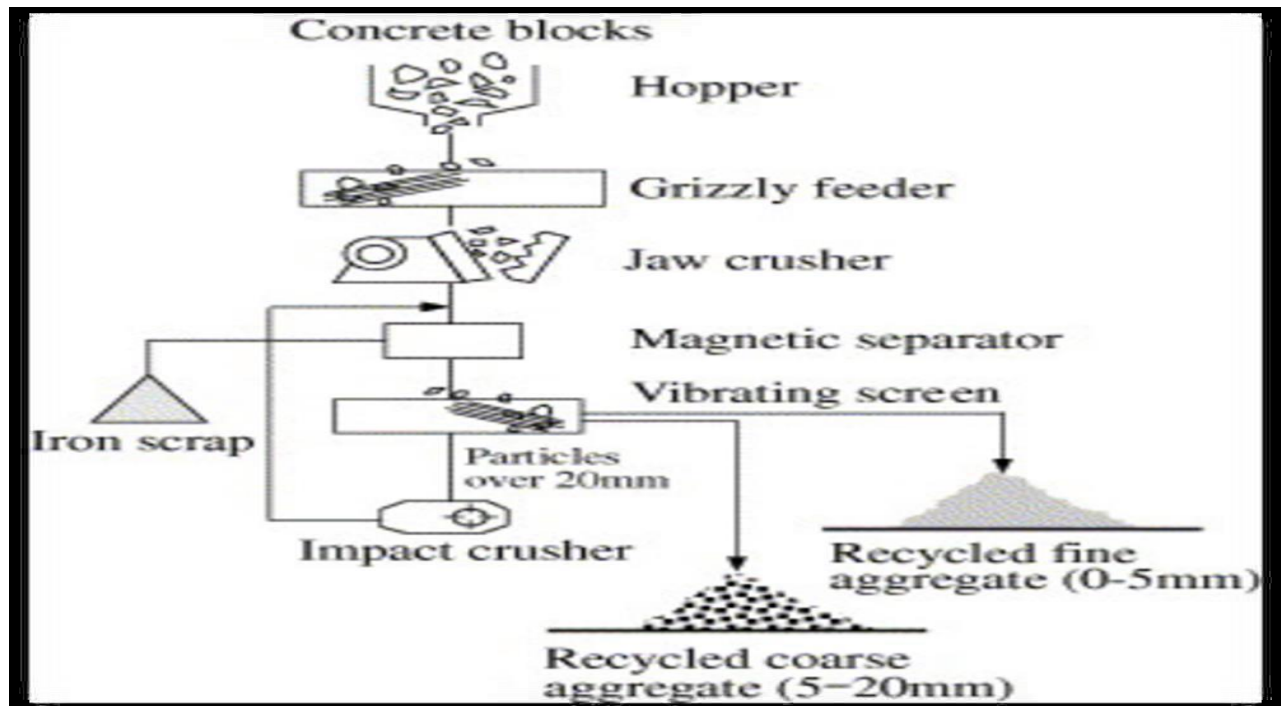 Concrete blocks
Hopper
Grizzly feeder
Jaw crusher
Magnetic separator
Vibrating screen
Iron scrap
Particles
over 20mm
Impact crusher
Recycled fine
aggregate (0-5mm)
Recycled coarse
aggregate (5-20mm)